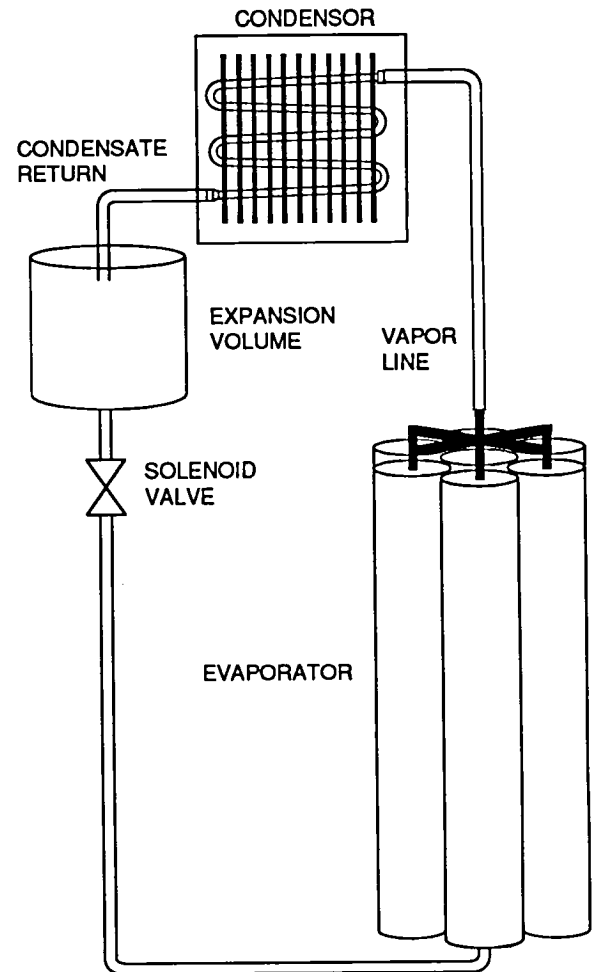 CONDENSOR
CONDENSATE
RETURN
EXPANSION
VOLUME
VAPOR
LINE
SOLENOID
VALVE
EVAPORATOR